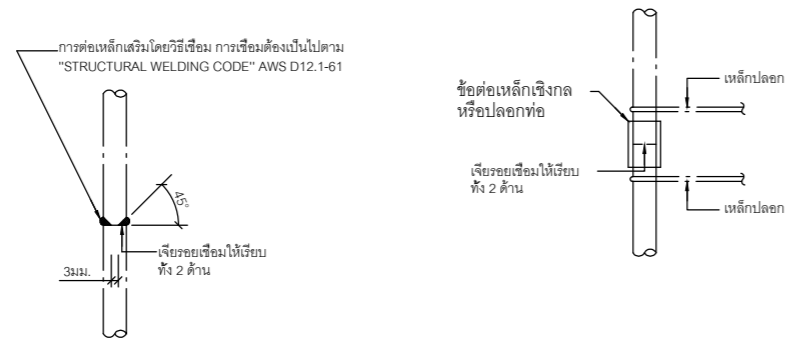 การต่อเหล็กเสริมโดยวิธีเชื่อม การเชื่อมต้องเป็นไปตาม
"STRUCTURAL WELDING CODE" AWS D12.1-61
45°
เจียรอยเชื่อมให้เรียบ
ทั้ง 2 ด้าน
3มม.
ข้อต่อเหล็กเชิงกล
หรือปลอกท่อ
เหล็กปลอก
เจียรอยเชื่อมให้เรียบ
ทั้ง 2 ด้าน
เหล็กปลอก